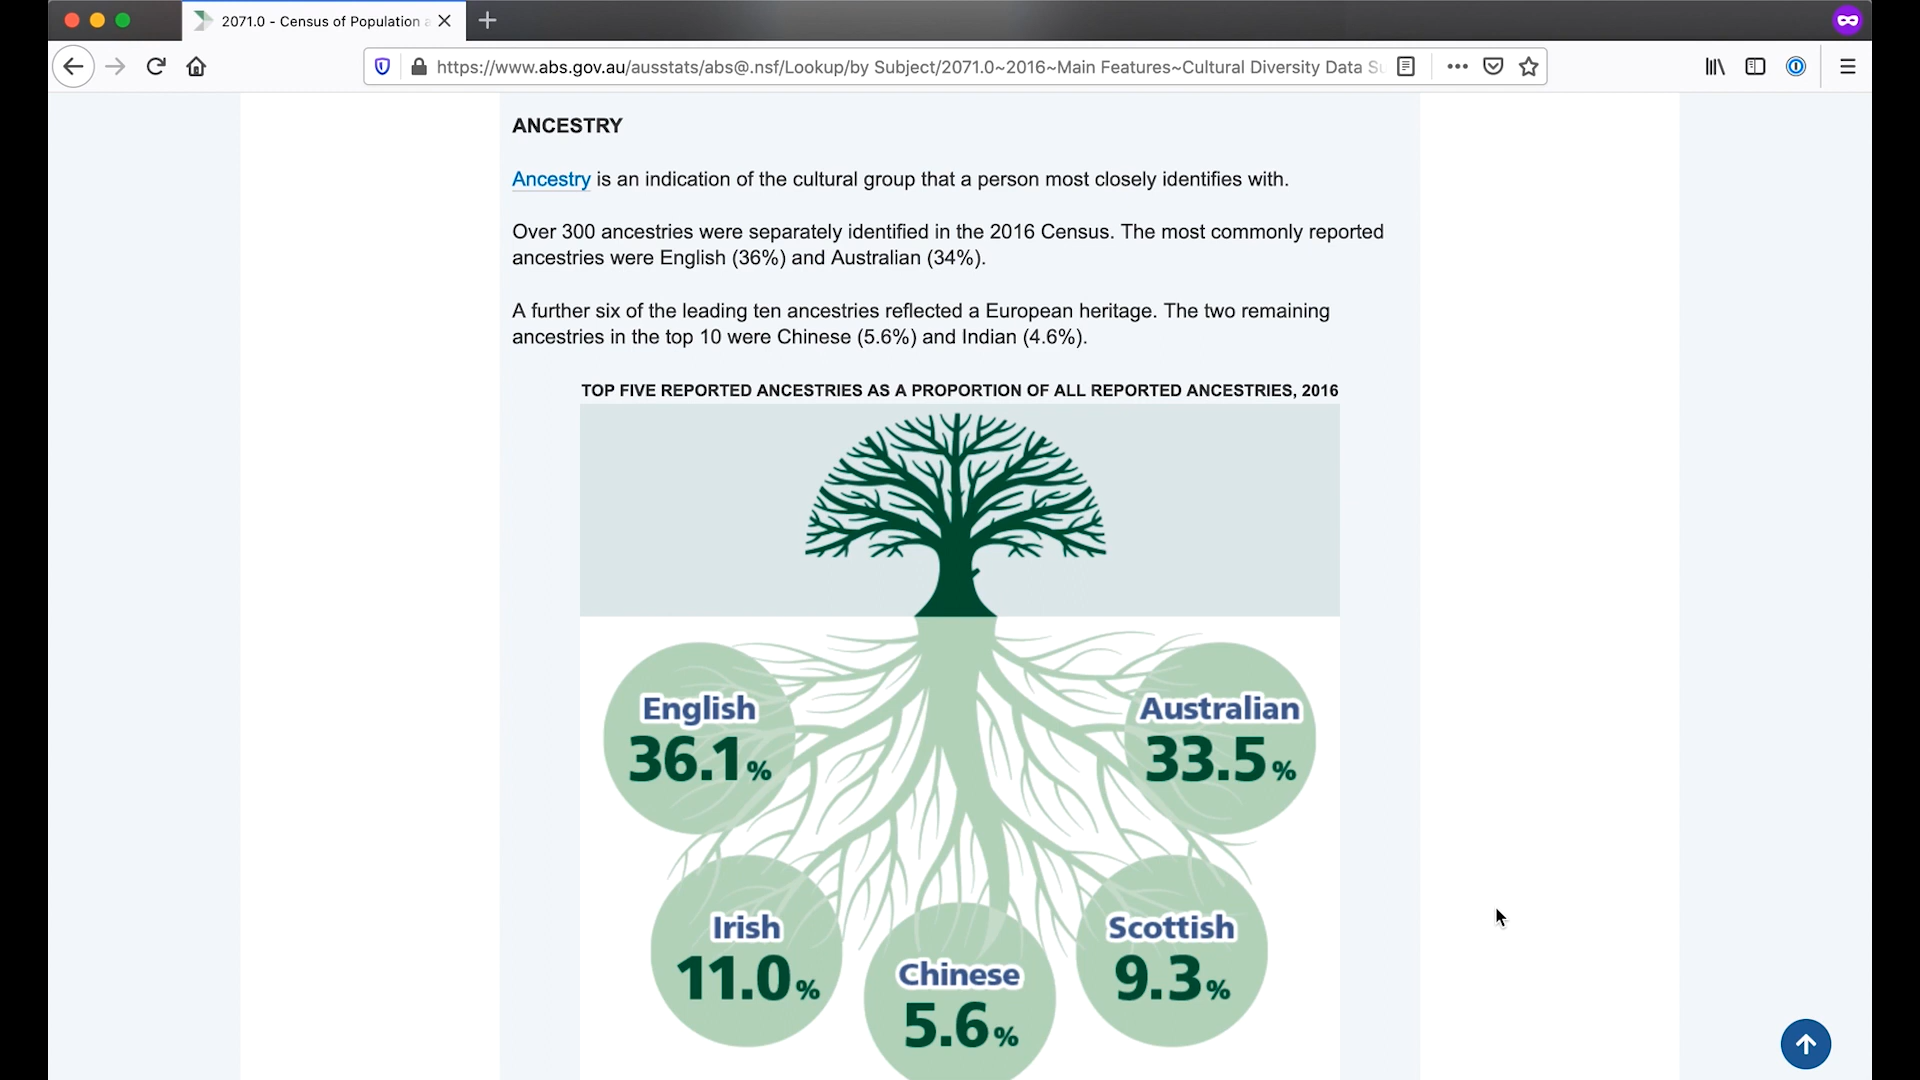 2071.0 - Census of Population
https://www.abs.gov.au/ausstats/abs@.nsf/Lookup/by Subject/2071.0~2016~Main Features~Cultural Diversity Data
ANCESTRY
Ancestry is an indication of the cultural group that a person most closely identifies with.
Over 300 ancestries were separately identified in the 2016 Census. The most commonly reported
ancestries were English (36%) and Australian (34%).
A further six of the leading ten ancestries reflected a European heritage. The two remaining
ancestries in the top 10 were Chinese (5.6%) and Indian (4.6%).
TOP FIVE REPORTED ANCESTRIES AS A PROPORTION OF ALL REPORTED ANCESTRIES, 2016
English
36.1%
Australian
33.5%
Irish
11.0%
Chinese
5.6%
Scottish
9.3%